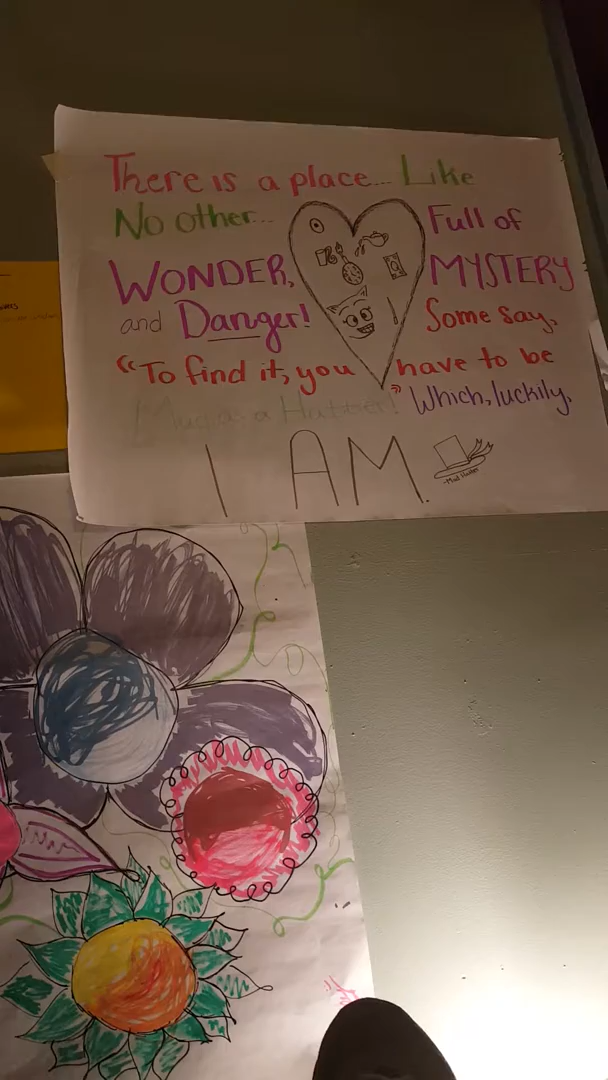 There is a place... Like
No other... Full of
WONDER, MYSTERY
and Danger! Some say,
"To find it, you have to be
as a Hatter!" Which, luckily,
I AM.
-Mad Hatter